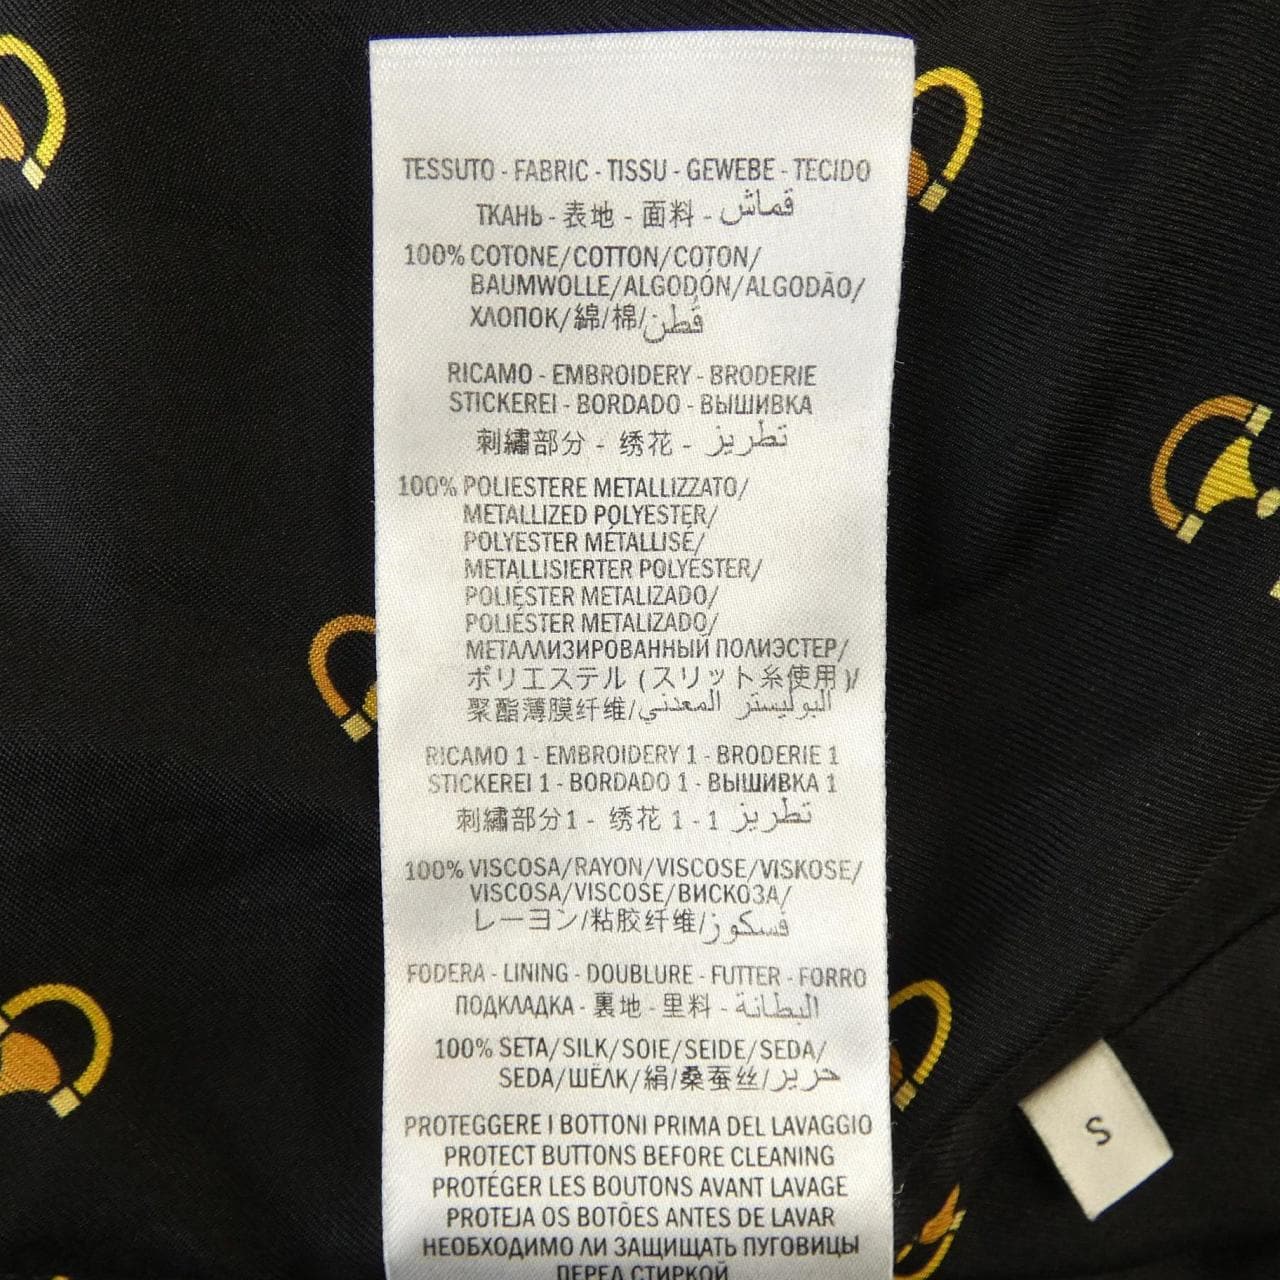 TESSUTO - FABRIC - TISSU - GEWEBE - TECIDO
ТКАНЬ - 表地 - 面料 - قماش
100% COTONE/COTTON/COTON/
BAUMWOLLE/ALGODÓN/ALGODÃO/
ХЛОПОК/綿/棉/قُطن
RICAMO - EMBROIDERY - BRODERIE
STICKEREI - BORDADO - ВЫШИВКА
刺繡部分 - 绣花 - تطريز
100% POLIESTERE METALLIZZATO/
METALLIZED POLYESTER/
POLYESTER MÉTALLISÉ/
METALLISIERTER POLYESTER/
POLIÉSTER METALIZADO/
POLIÉSTER METALIZADO/
МЕТАЛЛИЗИРОВАННЫЙ ПОЛИЭСТЕР/
ポリエステル (スリット糸使用)/
聚酯薄膜纤维/البوليستر المعدني
RICAMO 1 - EMBROIDERY 1 - BRODERIE 1
STICKEREI 1 - BORDADO 1 - ВЫШИВКА 1
刺繡部分1 - 绣花 1 - تطريز 1
100% VISCOSA/RAYON/VISCOSE/VISKOSE/
VISCOSA/VISCOSE/ВИСКОЗА/
レーヨン/粘胶纤维/فسكوز
FODERA - LINING - DOUBLURE - FUTTER - FORRO
ПОДКЛАДКА - 裏地 - 里料 - البطانة
100% SETA/SILK/SOIE/SEIDE/SEDA/
SEDA/ШЁЛК/絹/桑蚕丝/حرير
PROTEGGERE I BOTTONI PRIMA DEL LAVAGGIO
PROTECT BUTTONS BEFORE CLEANING
PROTÉGER LES BOUTONS AVANT LAVAGE
PROTEJA OS BOTÕES ANTES DE LAVAR
НЕОБХОДИМО ЛИ ЗАЩИЩАТЬ ПУГОВИЦЫ
ПЕРЕД СТИРКОЙ
S